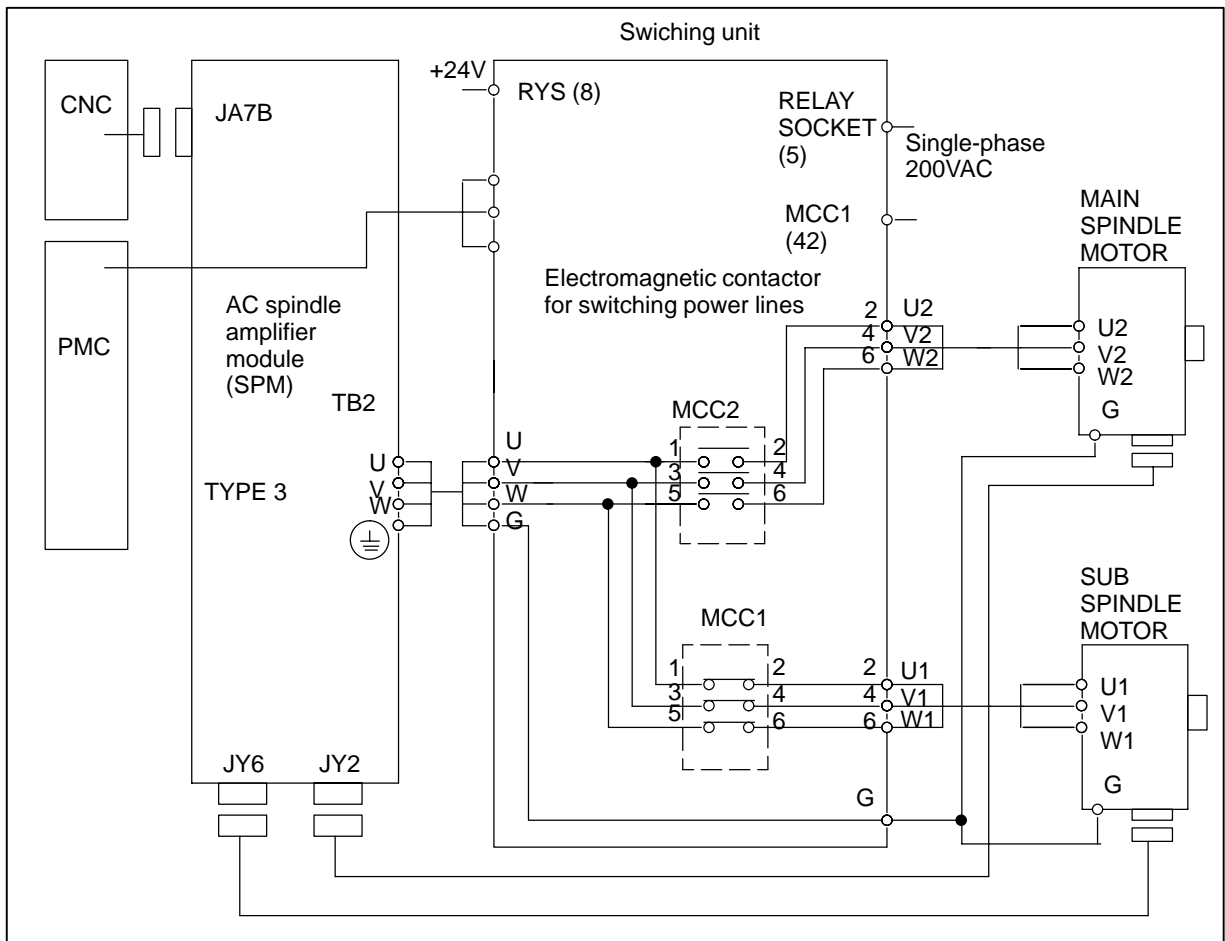 Swiching unit
CNC
JA7B
+24V
RYS (8)
RELAY
SOCKET
(5)
Single-phase
200VAC
MCC1
(42)
MAIN
SPINDLE
MOTOR
PMC
AC spindle
amplifier
module
(SPM)
Electromagnetic contactor
for switching power lines
2 U2
4 V2
6 W2
U2
V2
W2
G
TB2
MCC2
U
V
W
U
V
W
G
1 2
3 4
5 6
TYPE 3
SUB
SPINDLE
MOTOR
MCC1
1 2
3 4
5 6
2 U1
4 V1
6 W1
U1
V1
W1
G
JY6
JY2
G